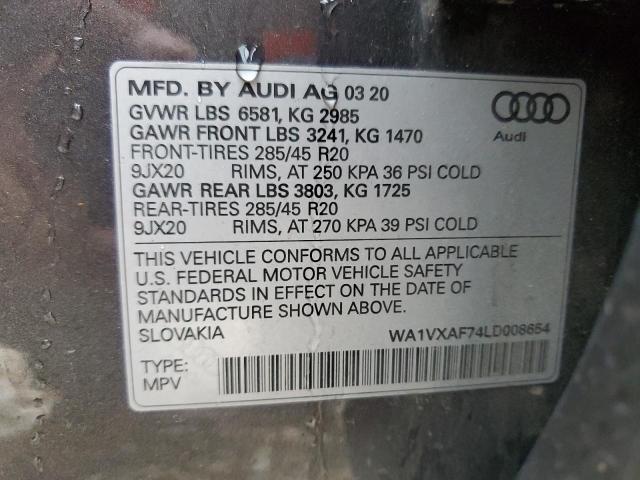 MFD. BY AUDI AG 03 20
GVWR LBS 6581, KG 2985
GAWR FRONT LBS 3241, KG 1470
FRONT-TIRES 285/45 R20
9JX20 RIMS, AT 250 KPA 36 PSI COLD
GAWR REAR LBS 3803, KG 1725
REAR-TIRES 285/45 R20
9JX20 RIMS, AT 270 KPA 39 PSI COLD
Audi
THIS VEHICLE CONFORMS TO ALL APPLICABLE
U.S. FEDERAL MOTOR VEHICLE SAFETY
STANDARDS IN EFFECT ON THE DATE OF
MANUFACTURE SHOWN ABOVE.
SLOVAKIA WA1VXAF74LD008654
TYPE:
MPV